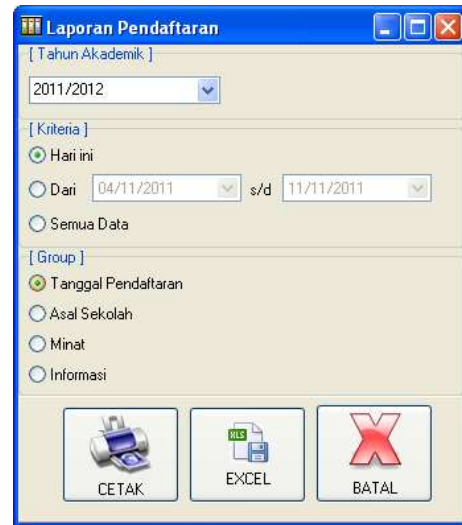 Laporan Pendaftaran
[ Tahun Akademik ]
2011/2012
[ Kriteria ]
Hari ini
Dari 04/11/2011 s/d 11/11/2011
Semua Data
[ Group ]
Tanggal Pendaftaran
Asal Sekolah
Minat
Informasi
XLS
CETAK EXCEL BATAL